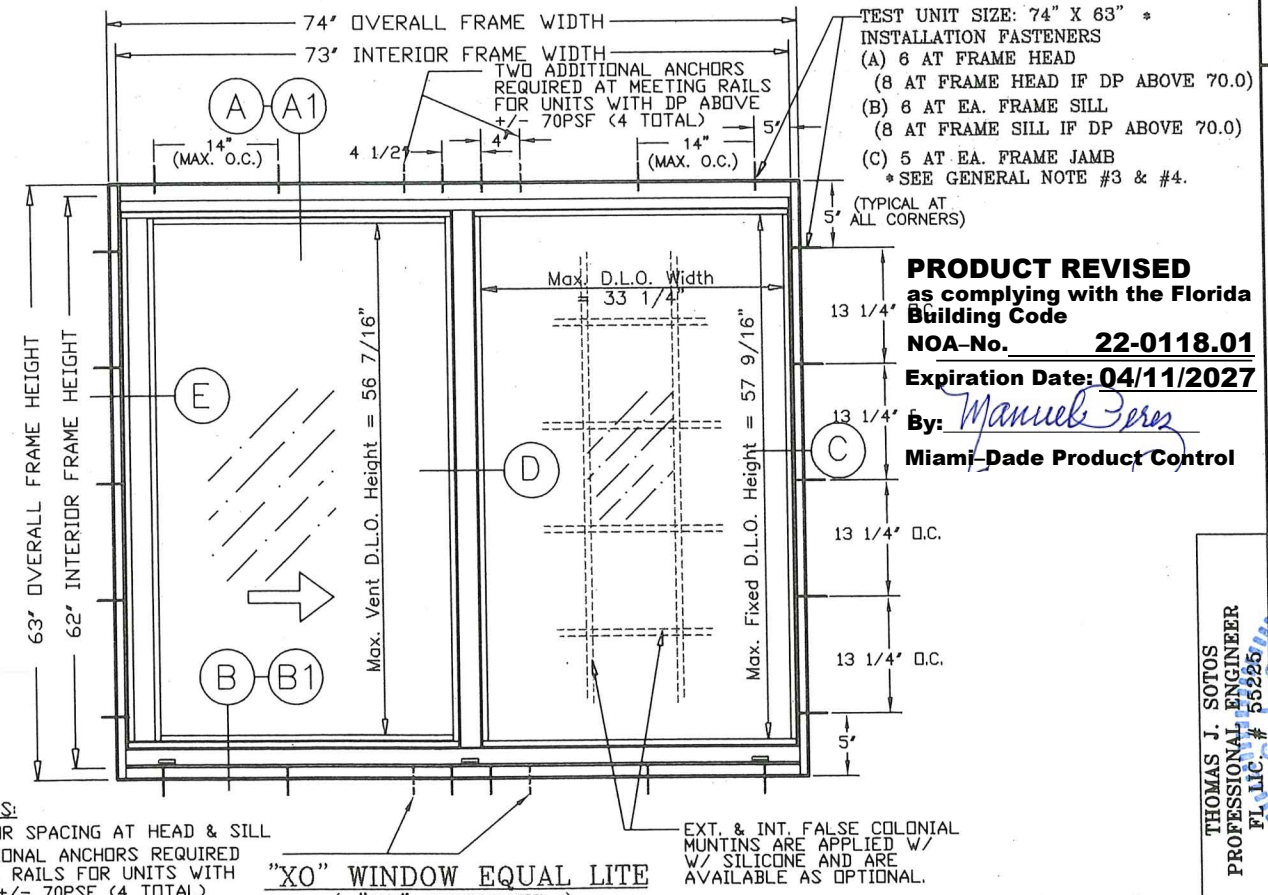 74" OVERALL FRAME WIDTH
73" INTERIOR FRAME WIDTH
TWO ADDITIONAL ANCHORS
REQUIRED AT MEETING RAILS
FOR UNITS WITH DP ABOVE
+/- 70PSF (4 TOTAL)
A
A1
14"
(MAX. O.C.)
4 1/2"
4"
14"
(MAX. O.C.)
5"
TEST UNIT SIZE: 74" X 63" *
INSTALLATION FASTENERS
(A) 6 AT FRAME HEAD
(8 AT FRAME HEAD IF DP ABOVE 70.0)
(B) 6 AT EA. FRAME SILL
(8 AT FRAME SILL IF DP ABOVE 70.0)
(C) 5 AT EA. FRAME JAMB
* SEE GENERAL NOTE #3 & #4.
5"
(TYPICAL AT
ALL CORNERS)
63" OVERALL FRAME HEIGHT
62" INTERIOR FRAME HEIGHT
E
Max. Vent D.L.O. Height = 56 7/16"
Max. D.L.O. Width
= 33 1/4"
D
Max. Fixed D.L.O. Height = 57 9/16"
C
13 1/4" O.C.
13 1/4"
13 1/4" O.C.
13 1/4" O.C.
5"
PRODUCT REVISED
as complying with the Florida
Building Code
NOA–No. 22-0118.01
Expiration Date: 04/11/2027
By: Manuel Perez
Miami–Dade Product Control
B
B1
THOMAS J. SOTOS
PROFESSIONAL ENGINEER
FL. LIC. # 55225
S:
R SPACING AT HEAD & SILL
ONAL ANCHORS REQUIRED
RAILS FOR UNITS WITH
+/- 70PSF (4 TOTAL)
"XO" WINDOW EQUAL LITE
EXT. & INT. FALSE COLONIAL
MUNTINS ARE APPLIED W/
W/ SILICONE AND ARE
AVAILABLE AS OPTIONAL.